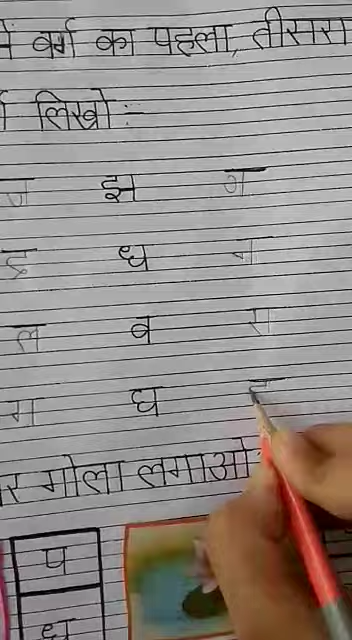 वर्ग का पहला, तीसरा
लिखो :-
ज झ ग
द ध न
ल व श
ग घ
गोला लगाओ
प
ध